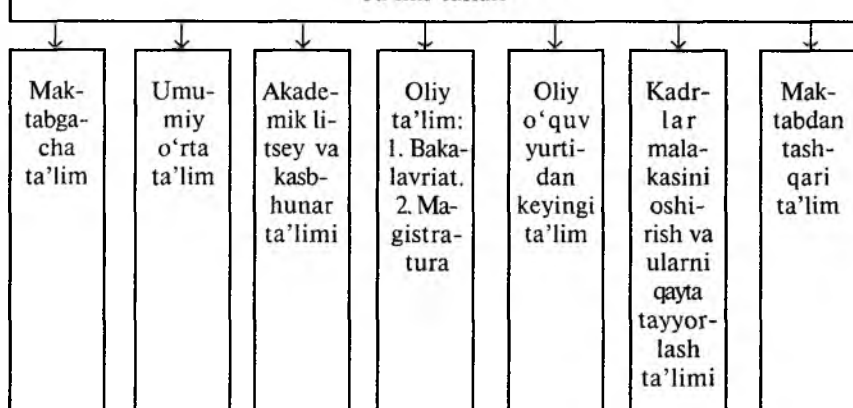 Mak-
tabga-
cha
ta’lim
Umu-
miy
o‘rta
ta’lim
Akade-
mik li-
tsey va
kasb-
hunar
ta’limi
Oliy
ta’lim:
1. Baka-
lavriat.
2. Ma-
gistra-
tura
Oliy
o‘quv
yurti-
dan
keyingi
ta’lim
Kadr-
lar
mala-
kasini
oshi-
rish va
ularni
qayta
tayyor-
lash
ta’limi
Mak-
tabdan
tash-
qari
ta’lim